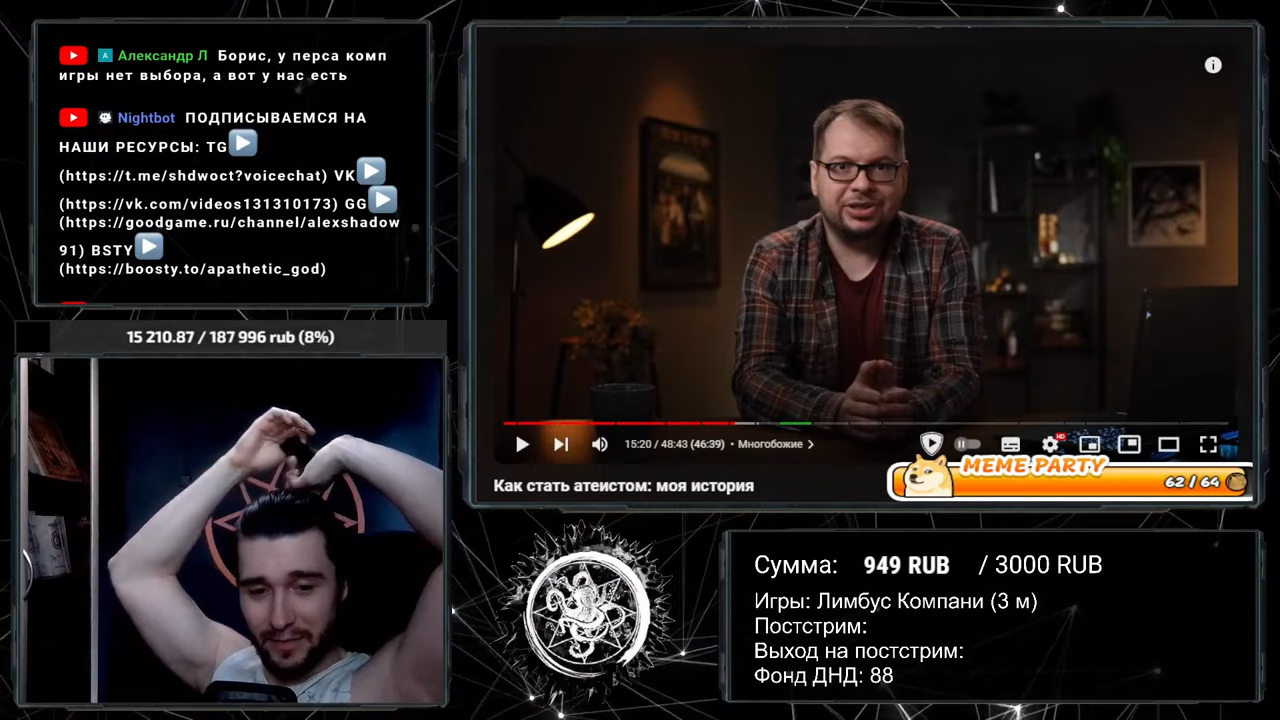 Александр Л Борис, у перса комп
игры нет выбора, а вот у нас есть
Nightbot ПОДПИСЫВАЕМСЯ НА
НАШИ РЕСУРСЫ: TG
(https://t.me/shdwoct?voicechat) VK
(https://vk.com/videos131310173) GG
(https://goodgame.ru/channel/alexshadow
91) BSTY
(https://boosty.to/apathetic_god)
15 210.87 / 187 996 rub (8%)
15:20 / 48:43 (46:39) • Многобожие
HD
Как стать атеистом: моя история
MEME PARTY
62 / 64
Сумма: 949 RUB / 3000 RUB
Игры: Лимбус Компани (3 м)
Постстрим:
Выход на постстрим:
Фонд ДНД: 88